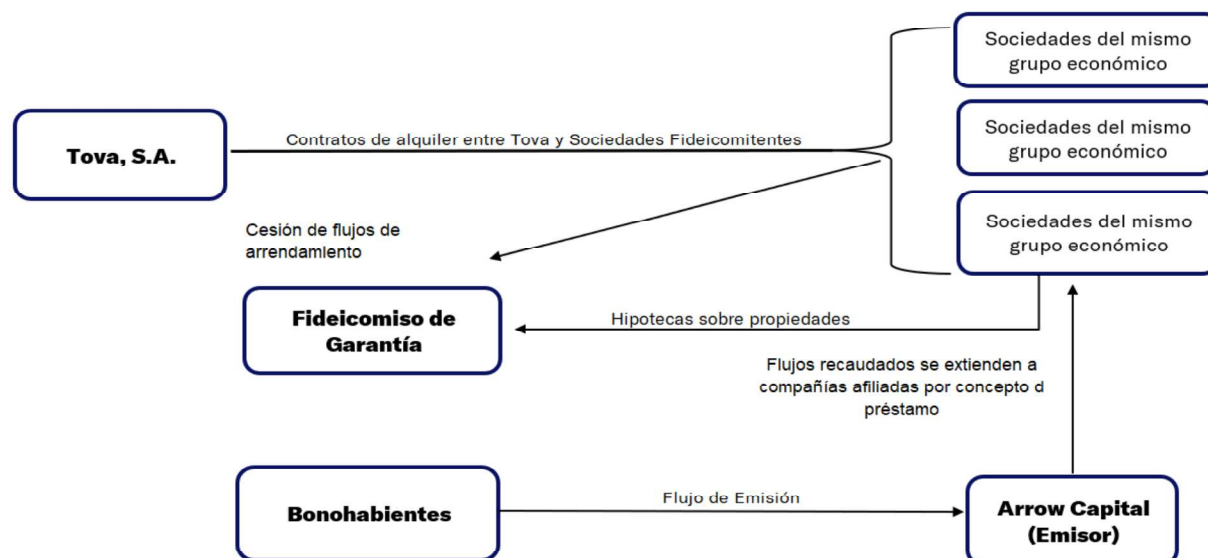 Sociedades del mismo
grupo económico
Tova, S.A.
Contratos de alquiler entre Tova y Sociedades Fideicomitentes
Sociedades del mismo
grupo económico
Cesión de flujos de
arrendamiento
Sociedades del mismo
grupo económico
Fideicomiso de
Garantía
Hipotecas sobre propiedades
Flujos recaudados se extienden a
compañías afiliadas por concepto d
préstamo
Bonohabientes
Flujo de Emisión
Arrow Capital
(Emisor)